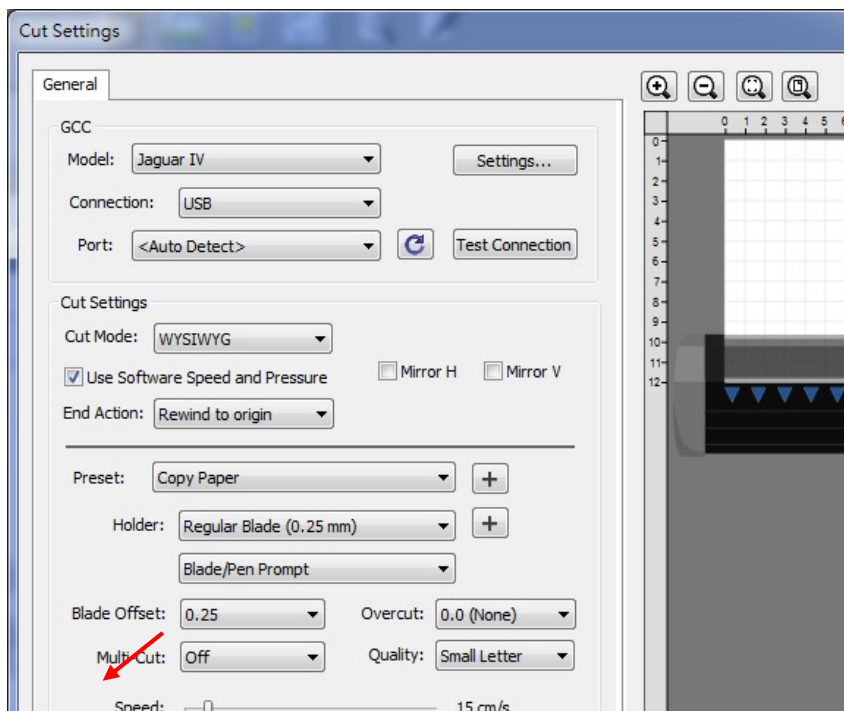 Cut Settings
General
GCC
Model: Jaguar IV Settings...
Connection: USB
Port: <Auto Detect> Test Connection
Cut Settings
Cut Mode: WYSIWYG
Use Software Speed and Pressure Mirror H Mirror V
End Action: Rewind to origin
Preset: Copy Paper +
Holder: Regular Blade (0.25 mm) +
Blade/Pen Prompt
Blade Offset: 0.25 Overcut: 0.0 (None)
Multi-Cut: Off Quality: Small Letter
Speed: 15 cm/s
0 1 2 3 4 5 6
0
1
2
3
4
5
6
7
8
9
10
11
12